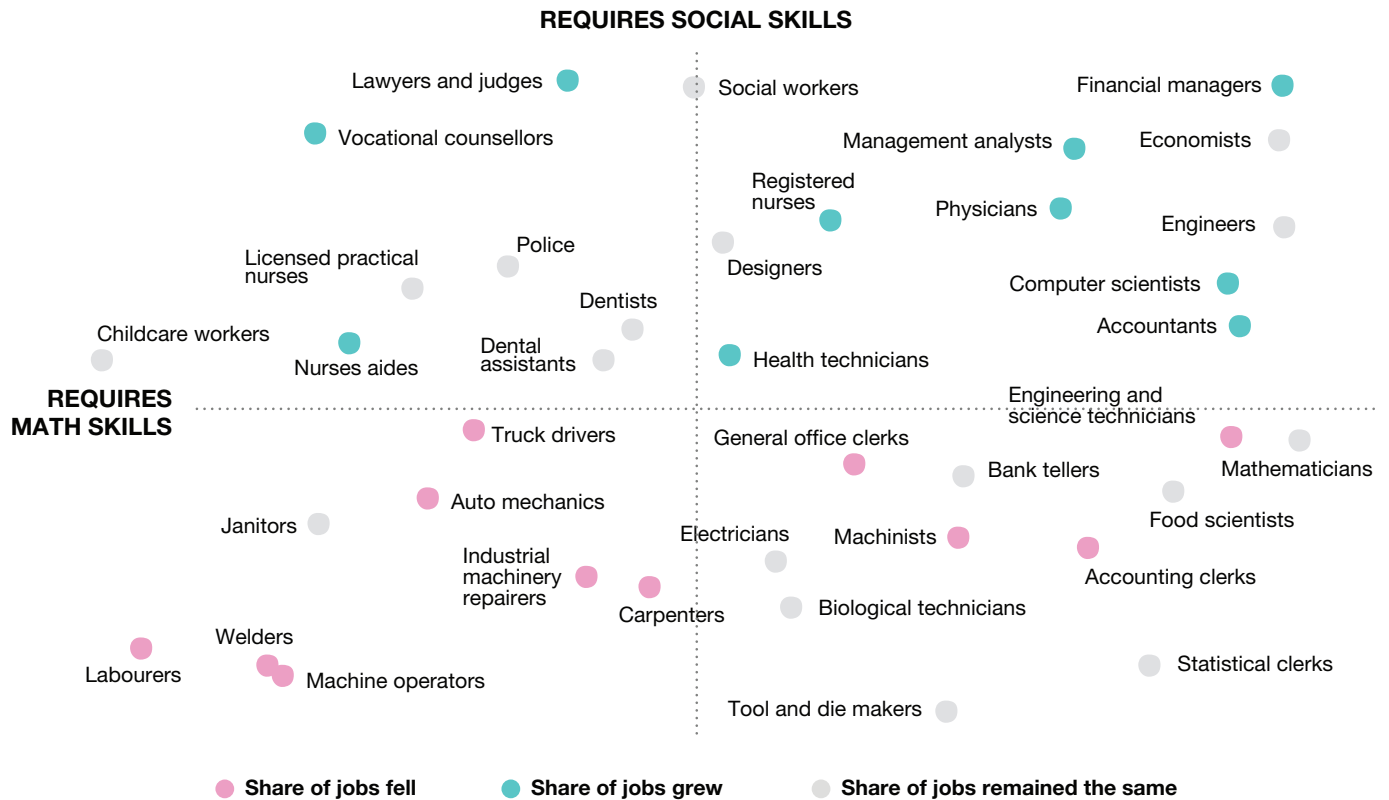 REQUIRES SOCIAL SKILLS
Lawyers and judges
Social workers
Financial managers
Vocational counsellors
Management analysts
Economists
Registered
nurses
Physicians
Engineers
Police
Licensed practical
nurses
Designers
Computer scientists
Dentists
Accountants
Childcare workers
Dental
assistants
Nurses aides
Health technicians
REQUIRES
MATH SKILLS
Engineering and
science technicians
Truck drivers
General office clerks
Bank tellers
Mathematicians
Auto mechanics
Janitors
Food scientists
Electricians
Machinists
Industrial
machinery
repairers
Accounting clerks
Carpenters
Biological technicians
Welders
Labourers
Machine operators
Statistical clerks
Tool and die makers
Share of jobs fell
Share of jobs grew
Share of jobs remained the same